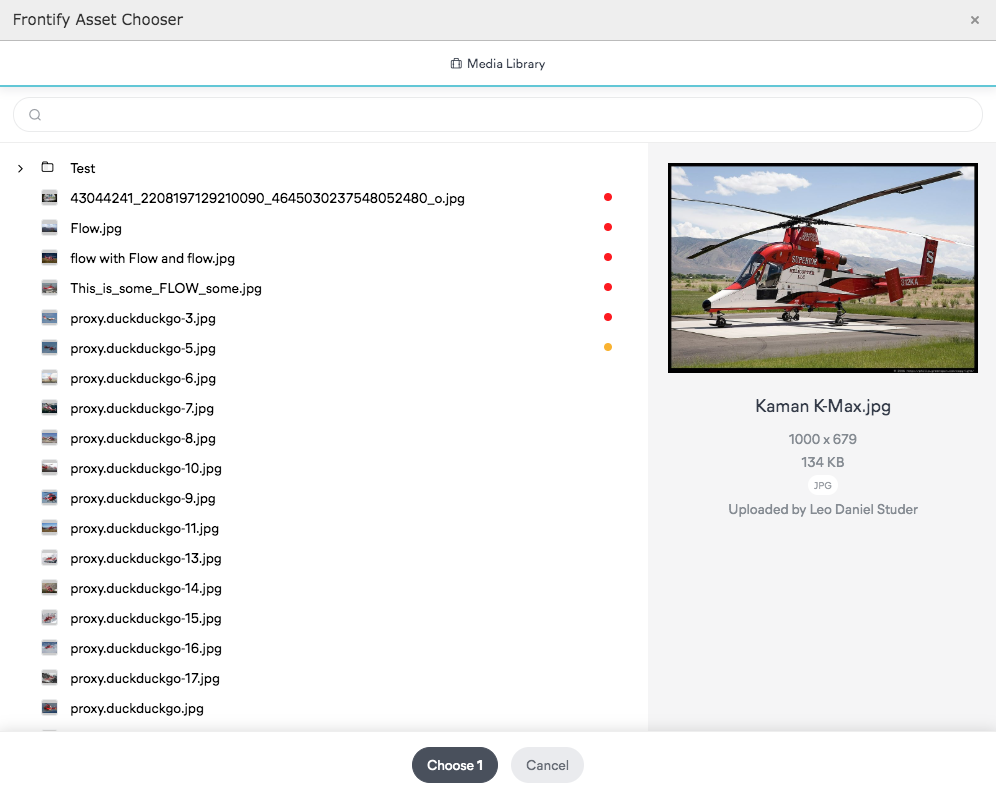 Frontify Asset Chooser
×
Media Library
Test
43044241_2208197129210090_4645030237548052480_o.jpg
Flow.jpg
flow with Flow and flow.jpg
This_is_some_FLOW_some.jpg
proxy.duckduckgo-3.jpg
proxy.duckduckgo-5.jpg
proxy.duckduckgo-6.jpg
proxy.duckduckgo-7.jpg
proxy.duckduckgo-8.jpg
proxy.duckduckgo-10.jpg
proxy.duckduckgo-9.jpg
proxy.duckduckgo-11.jpg
proxy.duckduckgo-13.jpg
proxy.duckduckgo-14.jpg
proxy.duckduckgo-15.jpg
proxy.duckduckgo-16.jpg
proxy.duckduckgo-17.jpg
proxy.duckduckgo.jpg
SUPERIOR
HELICOPTER
LLC
S
Kaman K-Max.jpg
1000 x 679
134 KB
JPG
Uploaded by Leo Daniel Studer
Choose 1
Cancel